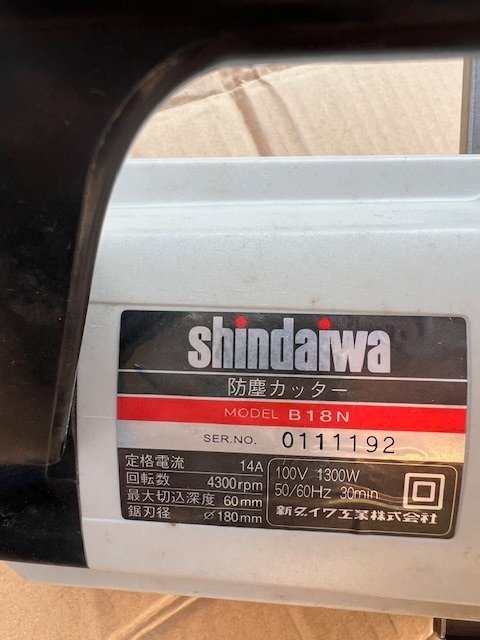 shindaiwa
防塵カッター
MODEL B18N
SER.NO. 0111192
定格電流 14A
回転数 4300rpm
最大切込深度 60mm
鋸刃径 ø180mm
100V 1300W
50/60Hz 30min
新ダイワ工業株式会社